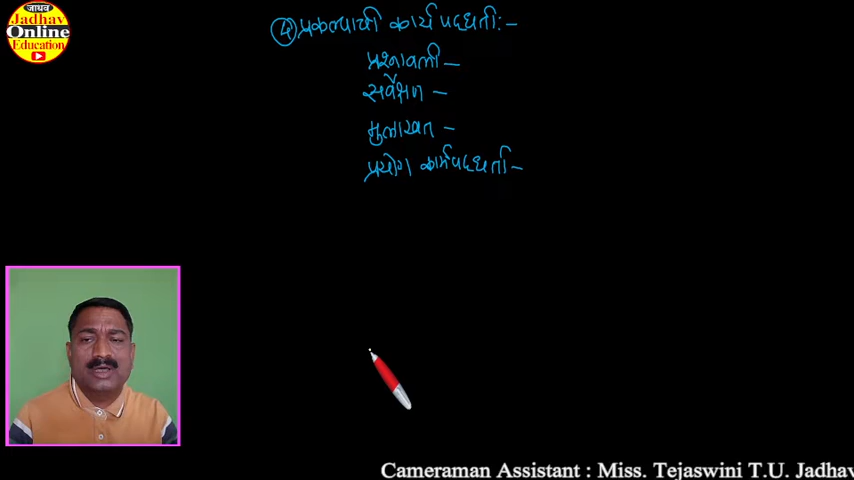 जाधव
Jadhav
Online
Education
④ प्रकल्पाची कार्य पद्धती:-
प्रश्नावली -
सर्वेक्षण -
मुलाखत -
प्रयोग कार्यपद्धती -
Cameraman Assistant : Miss. Tejaswini T.U. Jadhav